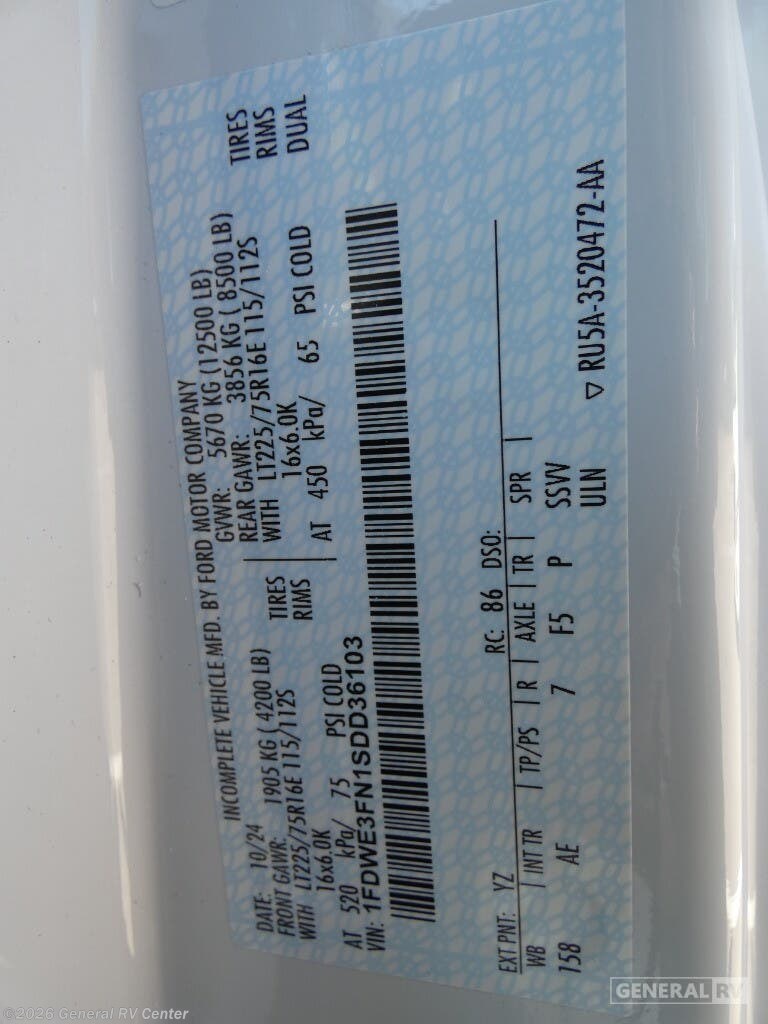 INCOMPLETE VEHICLE MFD. BY FORD MOTOR COMPANY
DATE: 10/24 GVWR: 5670 KG (12500 LB)
FRONT GAWR: 1905 KG ( 4200 LB) REAR GAWR: 3856 KG ( 8500 LB)
WITH LT225/75R16E 115/112S TIRES WITH LT225/75R16E 115/112S TIRES
16x6.0K RIMS 16x6.0K RIMS
AT 520 kPa/ 75 PSI COLD AT 450 kPa/ 65 PSI COLD DUAL
VIN: 1FDWE3FN1SDD36103
EXT PNT: YZ RC: 86 DSO:
WB | INT TR | TP/PS | R | AXLE | TR | SPR |
158 AE 7 F5 P SSW
ULN
▽ RU5A-3520472-AA
GENERAL RV
©2026 General RV Center